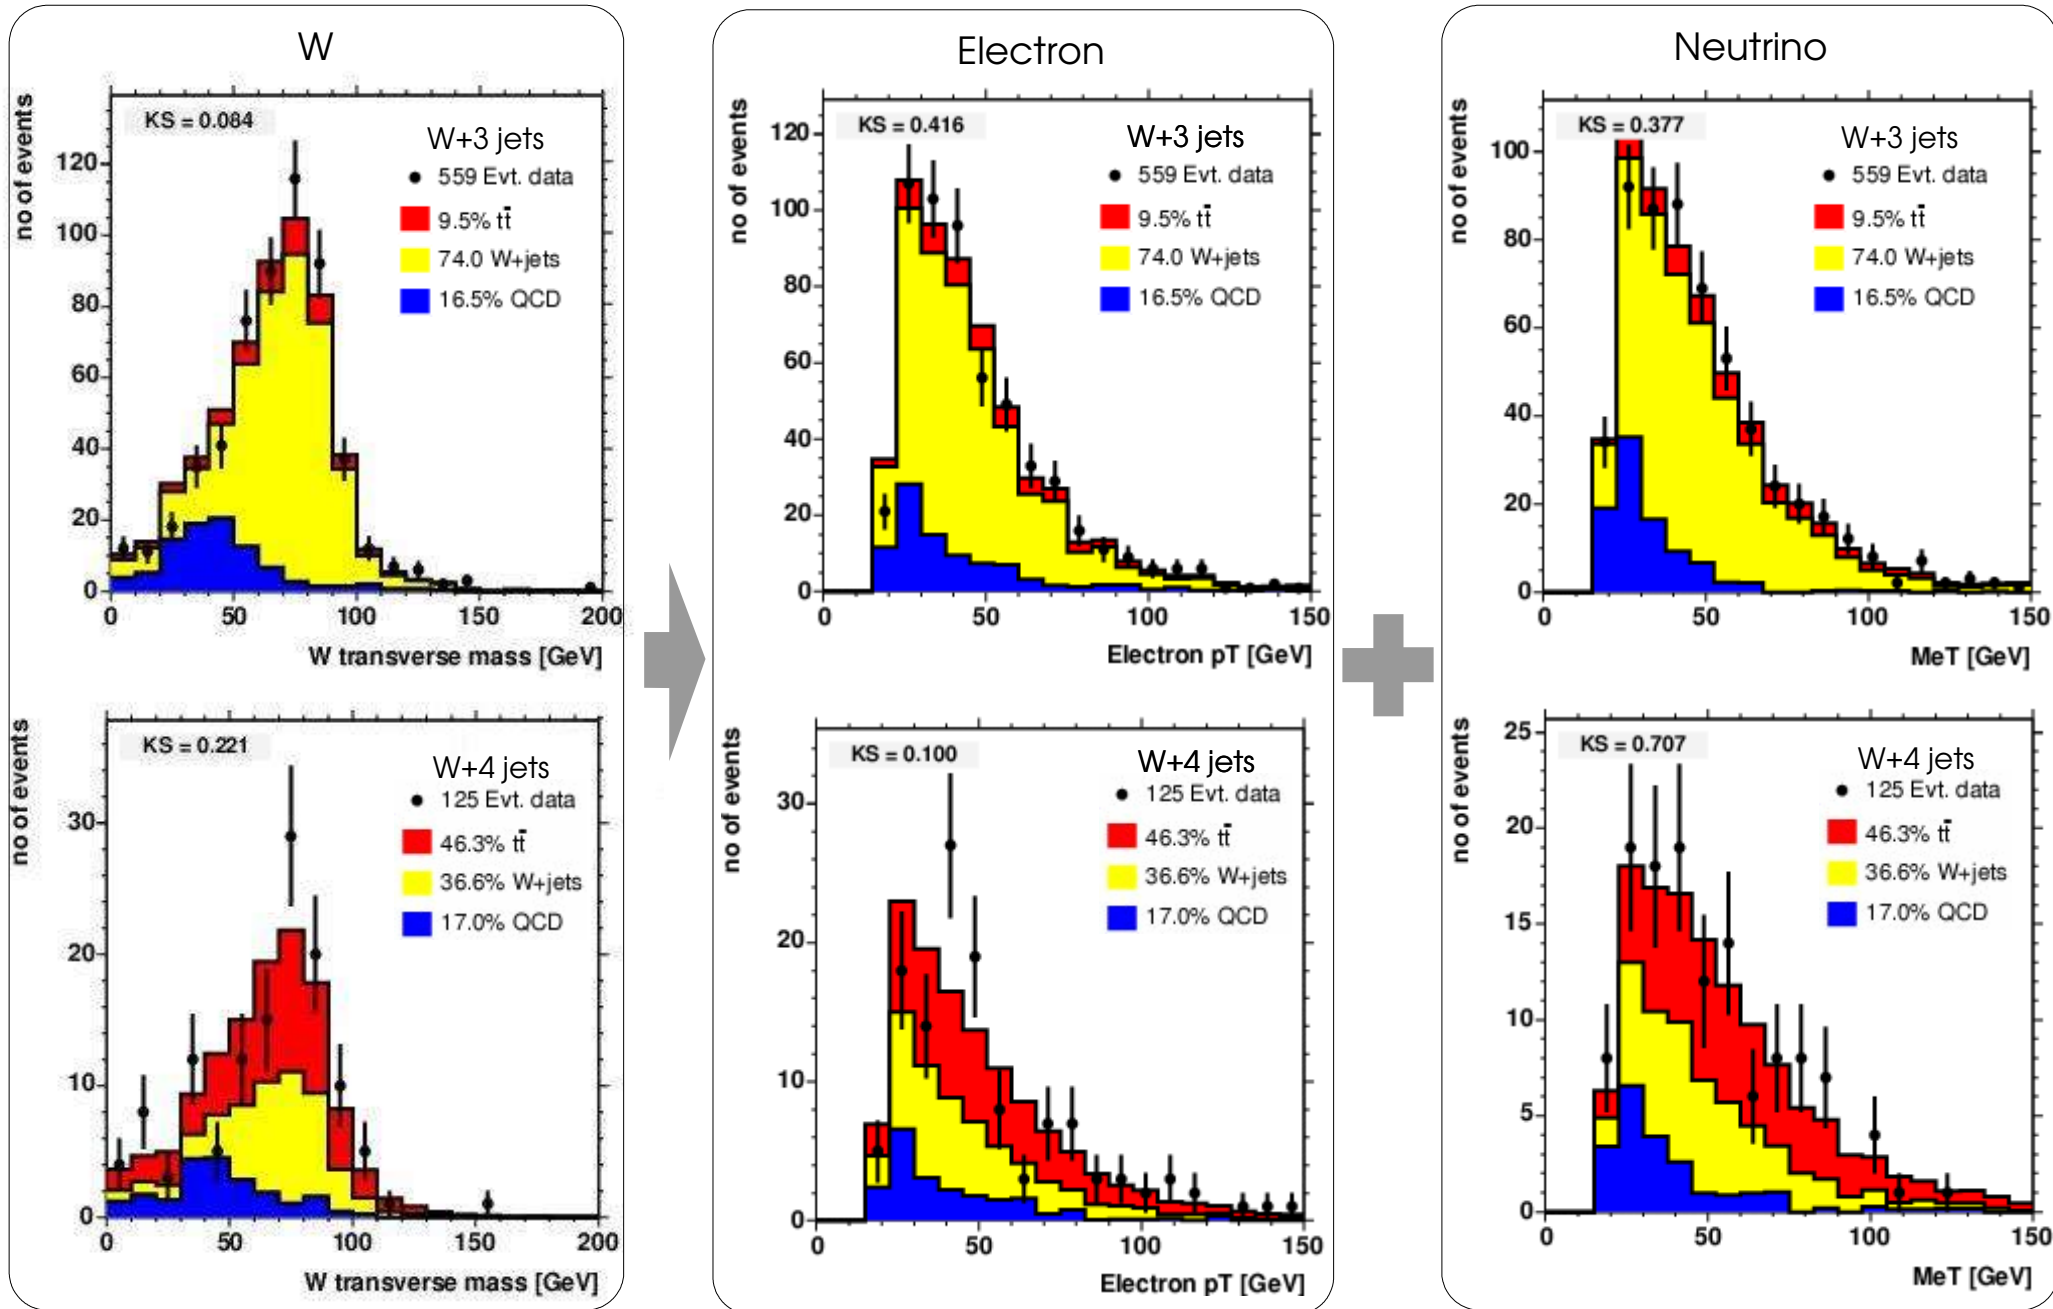 W
no of events
KS = 0.084
W+3 jets
559 Evt. data
9.5% tt̄
74.0 W+jets
16.5% QCD
120
100
80
60
40
20
0
0 50 100 150 200
W transverse mass [GeV]
no of events
KS = 0.221
W+4 jets
125 Evt. data
46.3% tt̄
36.6% W+jets
17.0% QCD
30
20
10
0
0 50 100 150 200
W transverse mass [GeV]
Electron
no of events
KS = 0.416
W+3 jets
559 Evt. data
9.5% tt̄
74.0 W+jets
16.5% QCD
120
100
80
60
40
20
0
0 50 100 150
Electron pT [GeV]
no of events
KS = 0.100
W+4 jets
125 Evt. data
46.3% tt̄
36.6% W+jets
17.0% QCD
30
20
10
0
0 50 100 150
Electron pT [GeV]
Neutrino
no of events
KS = 0.377
W+3 jets
559 Evt. data
9.5% tt̄
74.0 W+jets
16.5% QCD
100
80
60
40
20
0
0 50 100 150
MeT [GeV]
no of events
KS = 0.707
W+4 jets
125 Evt. data
46.3% tt̄
36.6% W+jets
17.0% QCD
25
20
15
10
5
0
0 50 100 150
MeT [GeV]